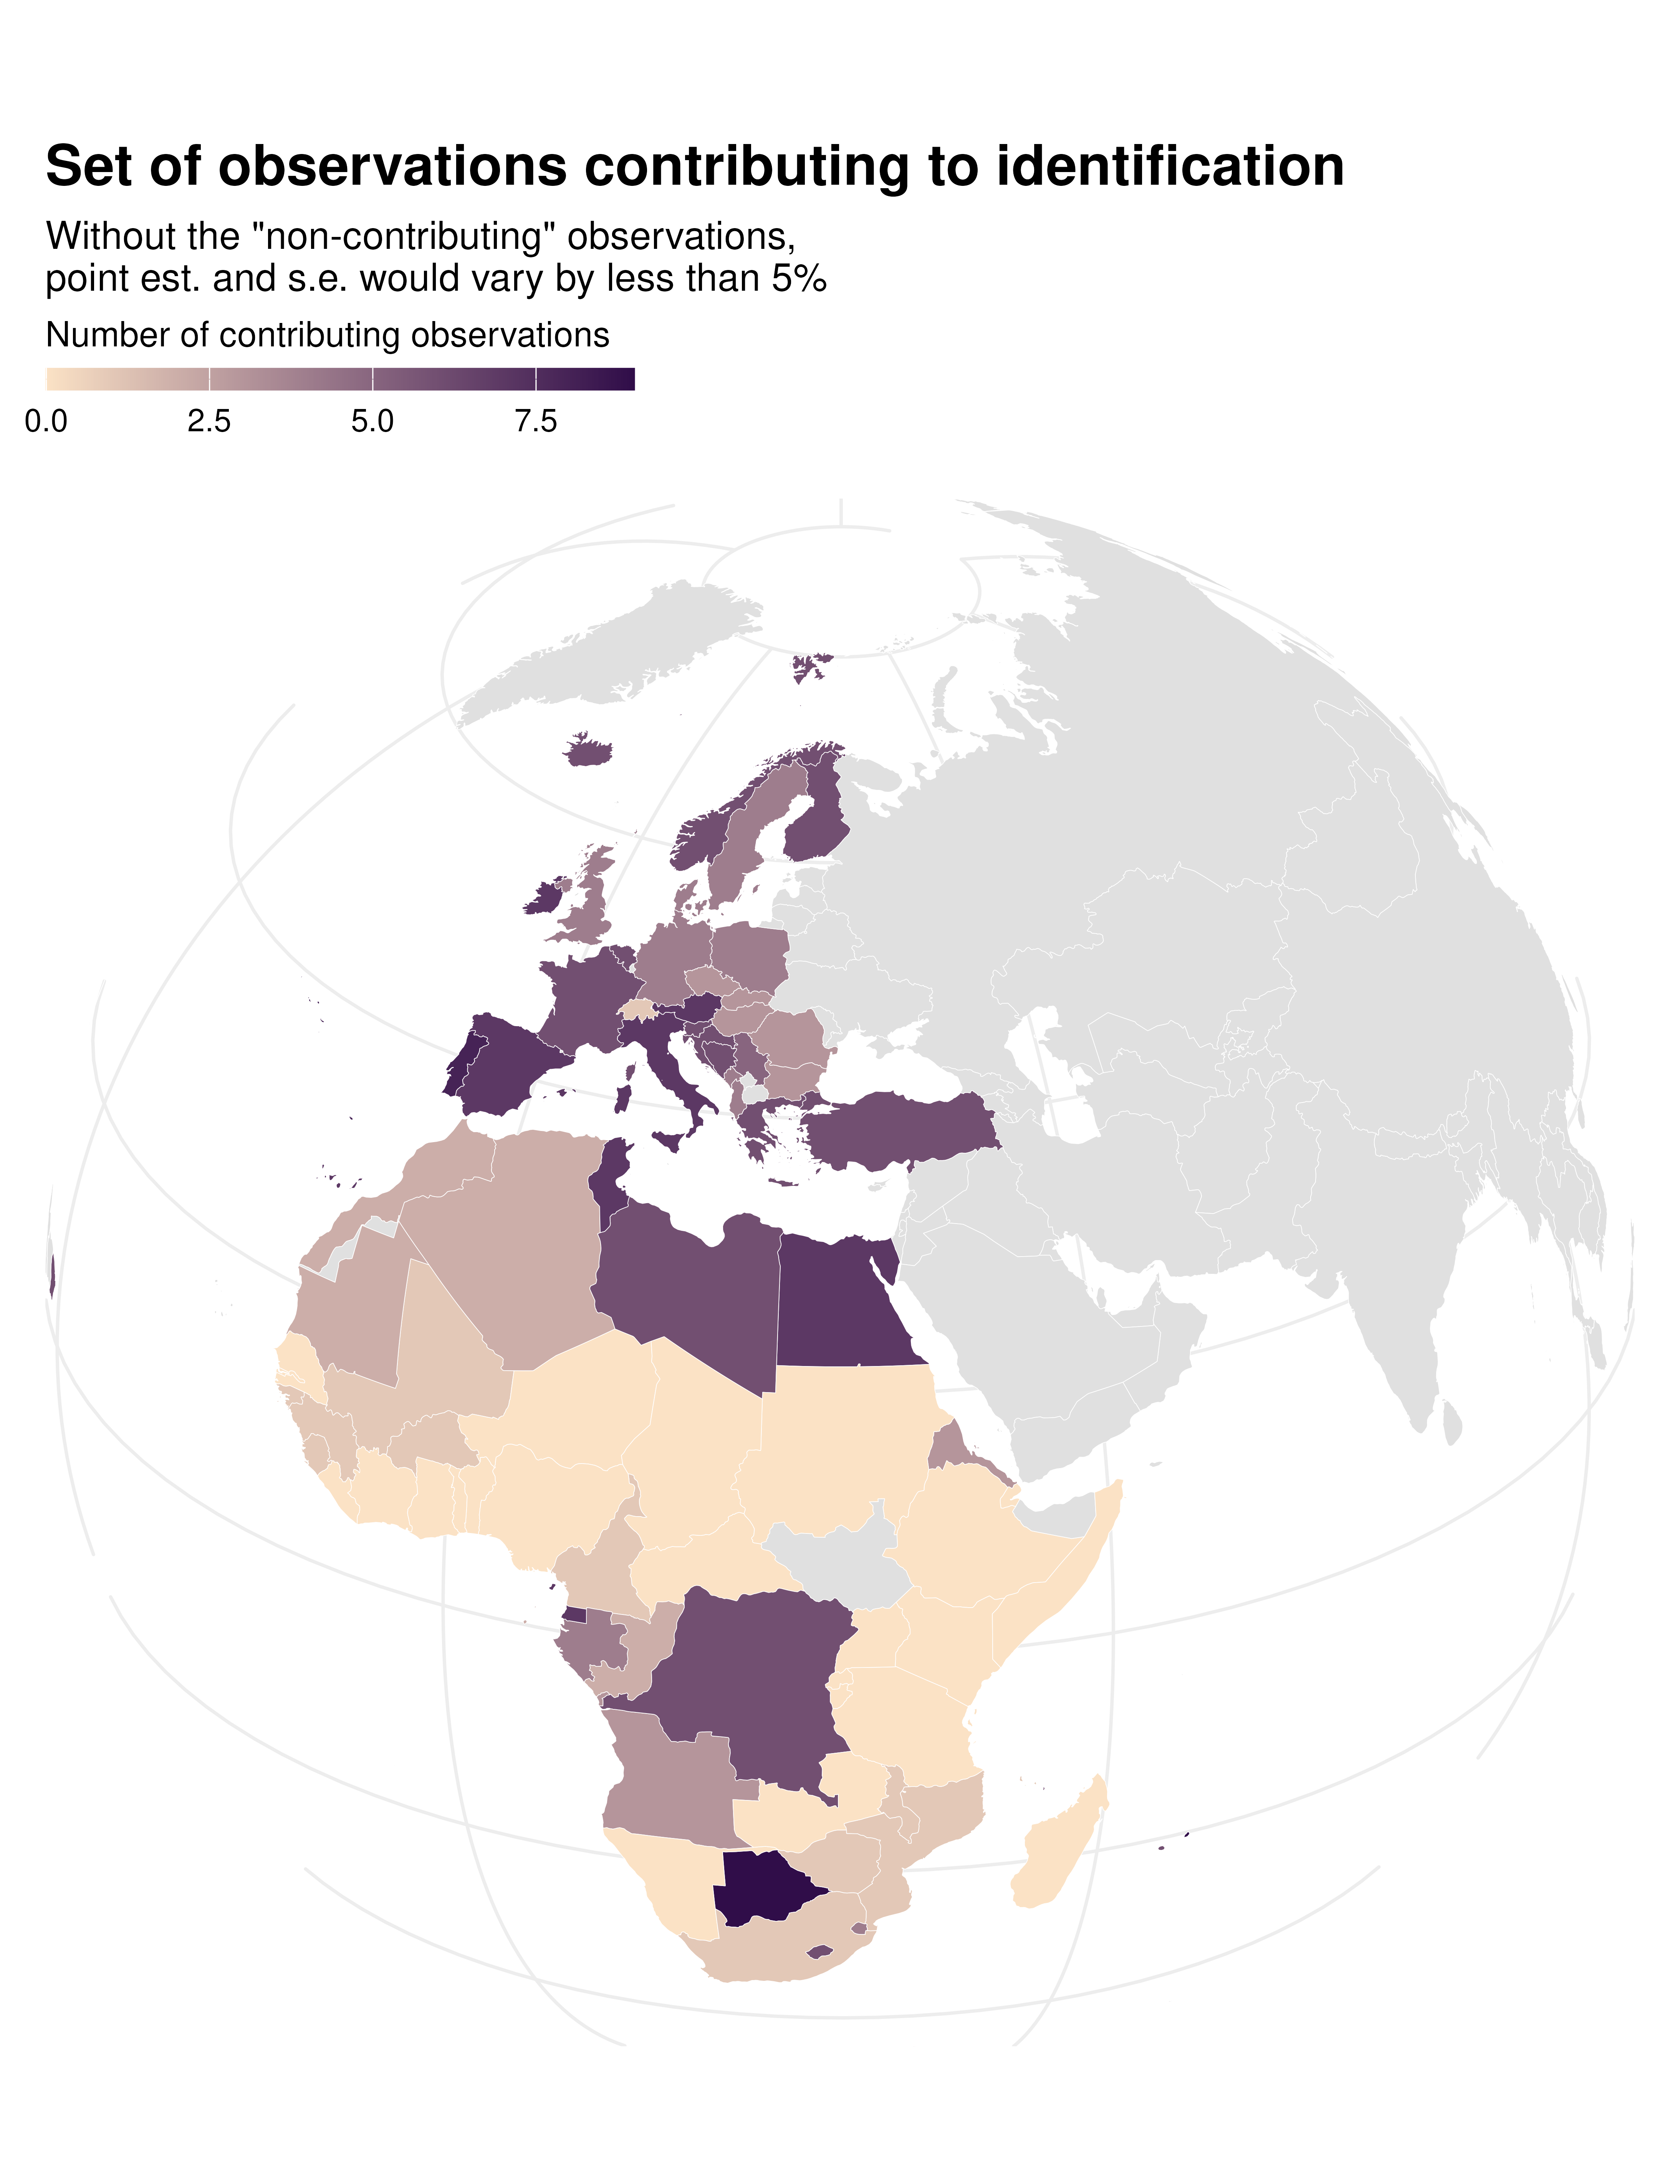 Set of observations contributing to identification
Without the "non-contributing" observations,
point est. and s.e. would vary by less than 5%
Number of contributing observations
0.0 2.5 5.0 7.5